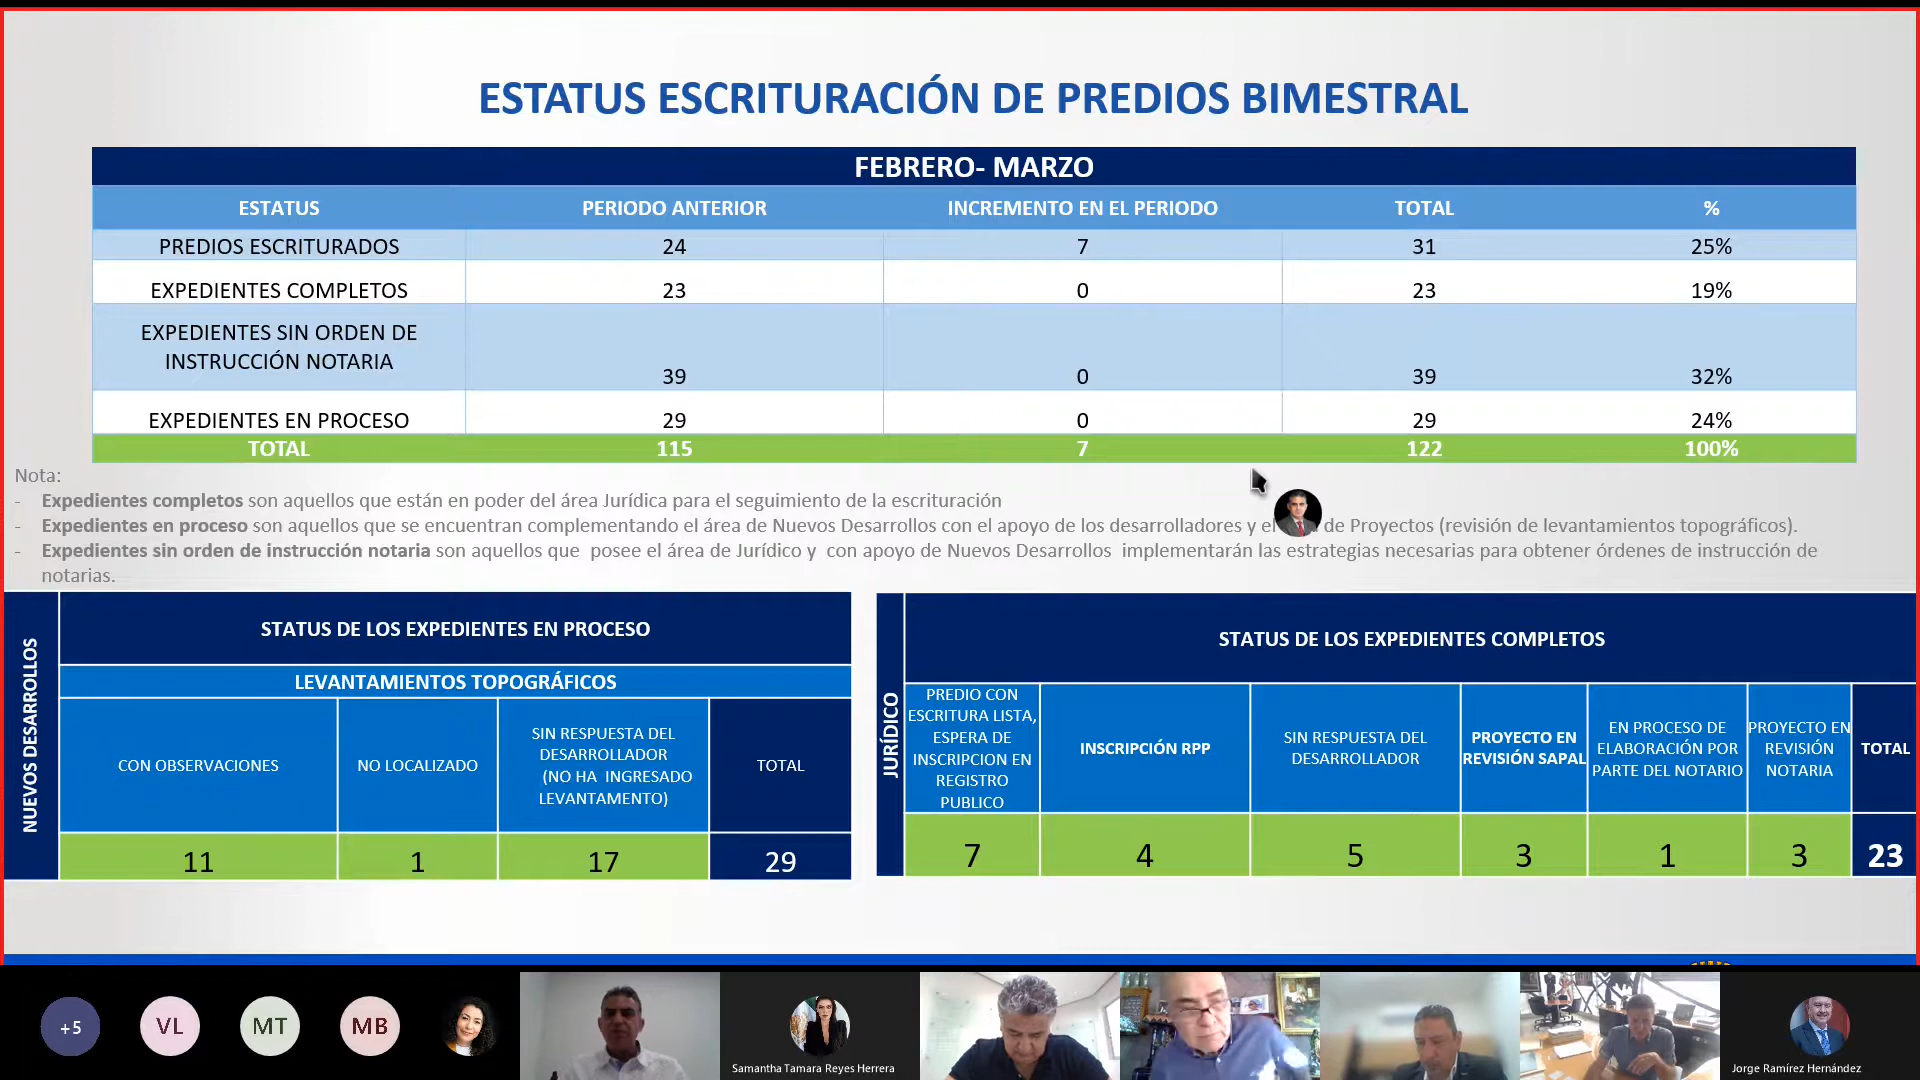 ESTATUS ESCRITURACIÓN DE PREDIOS BIMESTRAL
FEBRERO- MARZO
ESTATUS PERIODO ANTERIOR INCREMENTO EN EL PERIODO TOTAL %
PREDIOS ESCRITURADOS 24 7 31 25%
EXPEDIENTES COMPLETOS 23 0 23 19%
EXPEDIENTES SIN ORDEN DE
INSTRUCCIÓN NOTARIA
39 0 39 32%
EXPEDIENTES EN PROCESO 29 0 29 24%
TOTAL 115 7 122 100%
Nota:
- Expedientes completos son aquellos que están en poder del área Jurídica para el seguimiento de la escrituración
- Expedientes en proceso son aquellos que se encuentran complementando el área de Nuevos Desarrollos con el apoyo de los desarrolladores y el de Proyectos (revisión de levantamientos topográficos).
- Expedientes sin orden de instrucción notaria son aquellos que posee el área de Jurídico y con apoyo de Nuevos Desarrollos implementarán las estrategias necesarias para obtener órdenes de instrucción de
notarias.
NUEVOS DESARROLLOS
STATUS DE LOS EXPEDIENTES EN PROCESO
LEVANTAMIENTOS TOPOGRÁFICOS
CON OBSERVACIONES
NO LOCALIZADO
SIN RESPUESTA DEL
DESARROLLADOR
(NO HA INGRESADO
LEVANTAMENTO)
TOTAL
11 1 17 29
JURÍDICO
STATUS DE LOS EXPEDIENTES COMPLETOS
PREDIO CON
ESCRITURA LISTA,
ESPERA DE
INSCRIPCION EN
REGISTRO
PUBLICO
INSCRIPCIÓN RPP
SIN RESPUESTA DEL
DESARROLLADOR
PROYECTO EN
REVISIÓN SAPAL
EN PROCESO DE
ELABORACIÓN POR
PARTE DEL NOTARIO
PROYECTO EN
REVISIÓN
NOTARIA
TOTAL
7 4 5 3 1 3 23
+5
VL
MT
MB
Samantha Tamara Reyes Herrera
Jorge Ramírez Hernández